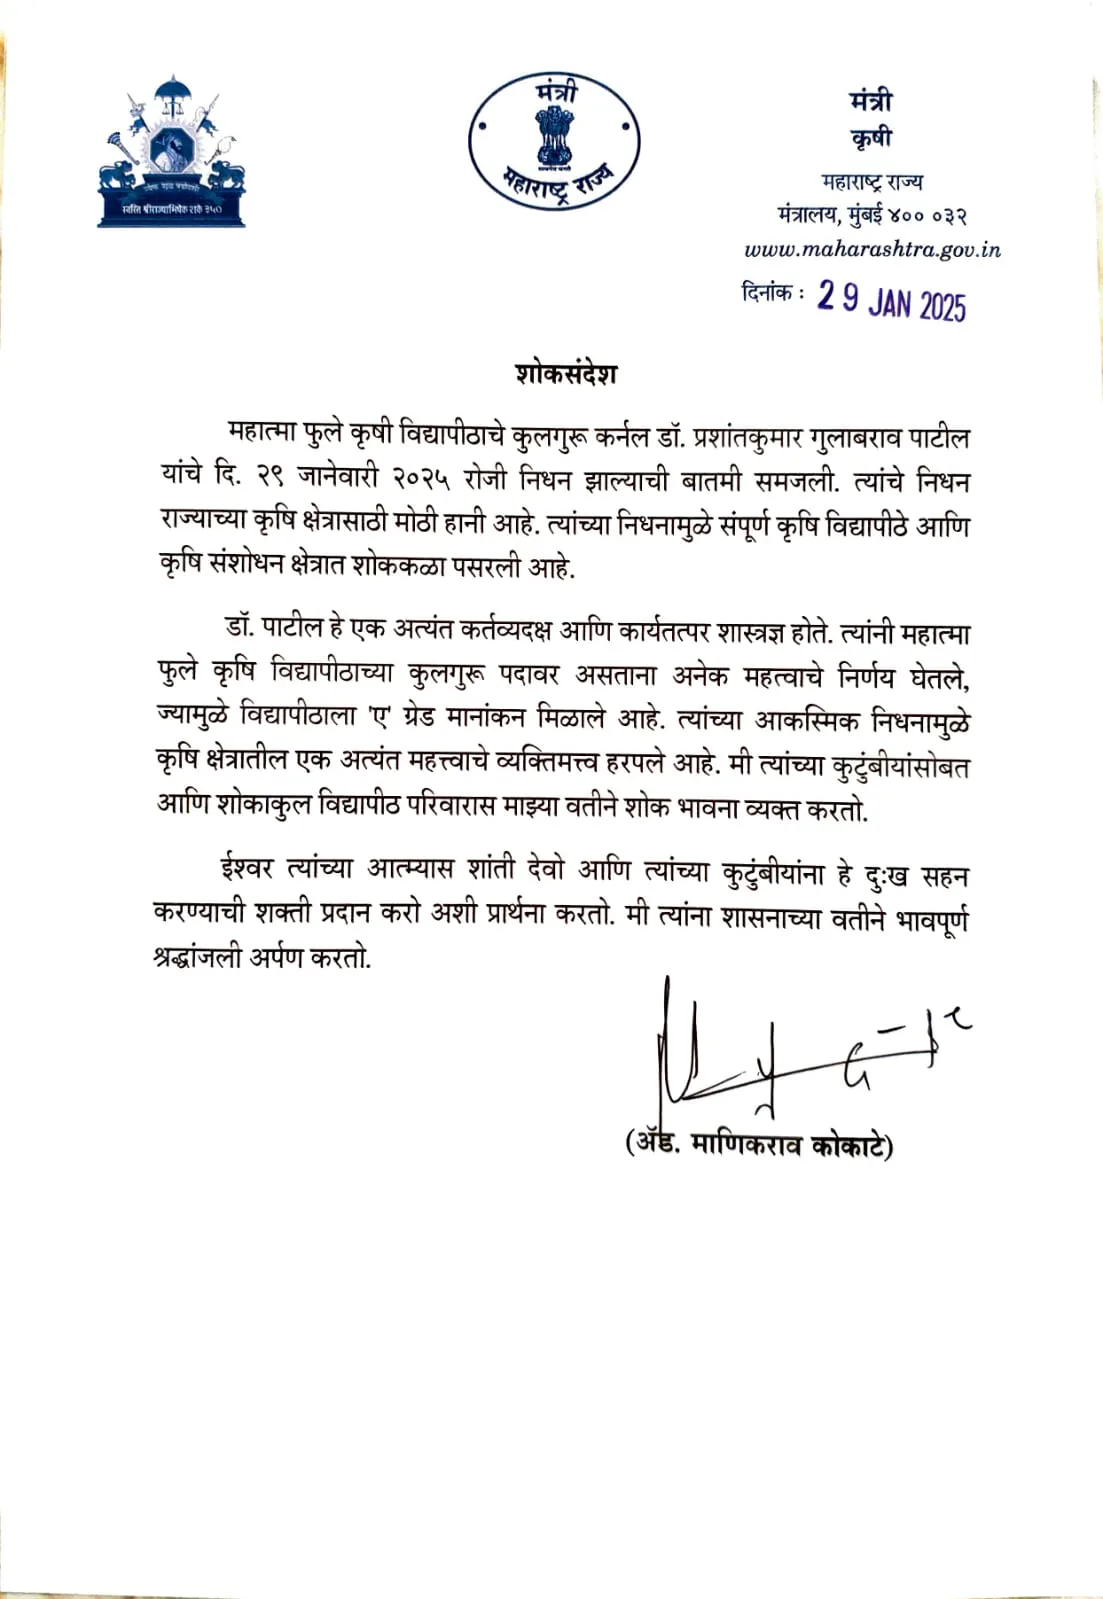 स्वस्ति श्रीराज्याभिषेक शके ३५०
मंत्री
महाराष्ट्र राज्य
मंत्री
कृषी
महाराष्ट्र राज्य
मंत्रालय, मुंबई ४०० ०३२
www.maharashtra.gov.in
दिनांक : 29 JAN 2025
शोकसंदेश
महात्मा फुले कृषी विद्यापीठाचे कुलगुरू कर्नल डॉ. प्रशांतकुमार गुलाबराव पाटील
यांचे दि. २९ जानेवारी २०२५ रोजी निधन झाल्याची बातमी समजली. त्यांचे निधन
राज्याच्या कृषि क्षेत्रासाठी मोठी हानी आहे. त्यांच्या निधनामुळे संपूर्ण कृषि विद्यापीठे आणि
कृषि संशोधन क्षेत्रात शोककळा पसरली आहे.
डॉ. पाटील हे एक अत्यंत कर्तव्यदक्ष आणि कार्यतत्पर शास्त्रज्ञ होते. त्यांनी महात्मा
फुले कृषि विद्यापीठाच्या कुलगुरू पदावर असताना अनेक महत्वाचे निर्णय घेतले,
ज्यामुळे विद्यापीठाला 'ए' ग्रेड मानांकन मिळाले आहे. त्यांच्या आकस्मिक निधनामुळे
कृषि क्षेत्रातील एक अत्यंत महत्त्वाचे व्यक्तिमत्त्व हरपले आहे. मी त्यांच्या कुटुंबीयांसोबत
आणि शोकाकुल विद्यापीठ परिवारास माझ्या वतीने शोक भावना व्यक्त करतो.
ईश्वर त्यांच्या आत्म्यास शांती देवो आणि त्यांच्या कुटुंबीयांना हे दुःख सहन
करण्याची शक्ती प्रदान करो अशी प्रार्थना करतो. मी त्यांना शासनाच्या वतीने भावपूर्ण
श्रद्धांजली अर्पण करतो.
(ॲड. माणिकराव कोकाटे)